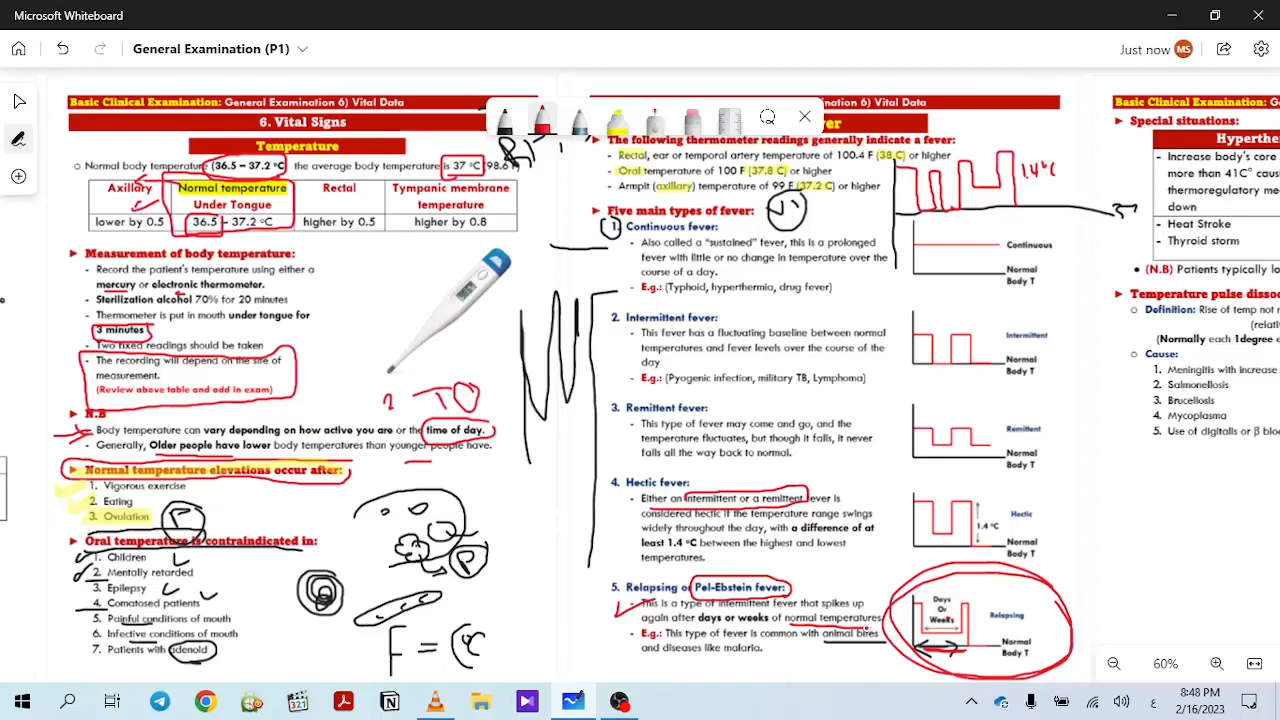 Microsoft Whiteboard
General Examination (P1)
Just now MS
Basic Clinical Examination: General Examination 6) Vital Data
6. Vital Signs
Temperature
Normal body temperature (36.5 – 37.2 °C the average body temperature is 37 °C (98.6 F)
Axillary
Normal temperature Under Tongue
Rectal
Tympanic membrane temperature
lower by 0.5
36.5 – 37.2 °C
higher by 0.5
higher by 0.8
Measurement of body temperature:
- Record the patient's temperature using either a
mercury or electronic thermometer.
- Sterilization alcohol 70% for 20 minutes
- Thermometer is put in mouth under tongue for
3 minutes
- Two fixed readings should be taken
- The recording will depend on the site of
measurement.
(Review above table and add in exam)
N.B
- Body temperature can vary depending on how active you are or the time of day.
- Generally, Older people have lower body temperatures than younger people have.
Normal temperature elevations occur after:
1. Vigorous exercise
2. Eating
3. Ovulation
P
Oral temperature is contraindicated in:
1. Children
2. Mentally retarded
3. Epilepsy
4. Comatosed patients
5. Painful conditions of mouth
6. Infective conditions of mouth
7. Patients with adenoid
P
F = (
6) Vital Data
ver
The following thermometer readings generally indicate a fever:
- Rectal, ear or temporal artery temperature of 100.4 F (38 C) or higher
- Oral temperature of 100 F (37.8 C) or higher
- Armpit (axillary) temperature of 99 F (37.2 C) or higher
Five main types of fever:
1. Continuous fever:
- Also called a "sustained" fever, this is a prolonged
fever with little or no change in temperature over the
course of a day.
- E.g.: (Typhoid, hyperthermia, drug fever)
2. Intermittent fever:
- This fever has a fluctuating baseline between normal
temperatures and fever levels over the course of the
day
- E.g.: (Pyogenic infection, military TB, Lymphoma)
3. Remittent fever:
- This type of fever may come and go, and the
temperature fluctuates, but though it falls, it never
falls all the way back to normal.
4. Hectic fever:
- Either an intermittent or a remittent fever is
considered hectic if the temperature range swings
widely throughout the day, with a difference of at
least 1.4 °C between the highest and lowest
temperatures.
5. Relapsing or Pel-Ebstein fever:
- This is a type of intermittent fever that spikes up
again after days or weeks of normal temperatures.
- E.g.: This type of fever is common with animal bites
and diseases like malaria.
1.4°C
Continuous
Normal
Body T
Intermittent
Normal
Body T
Remittent
Normal
Body T
Hectic
1.4 °C
Normal
Body T
Days
Or
Weeks
Relapsing
Normal
Body T
Basic Clinical Examination: Ge
Special situations:
Hyperthe
- Increase body's core
more than 41C° causes
thermoregulatory me
down
- Heat Stroke
- Thyroid storm
(N.B) Patients typically lo
Temperature pulse disso
Definition: Rise of temp not r
(relati
(Normally each 1degree e
Cause:
1. Meningitis with increase
2. Salmonellosis
3. Brucellosis
4. Mycoplasma
5. Use of digitalis or β bloc
60%
8:48 PM
2/16/2023